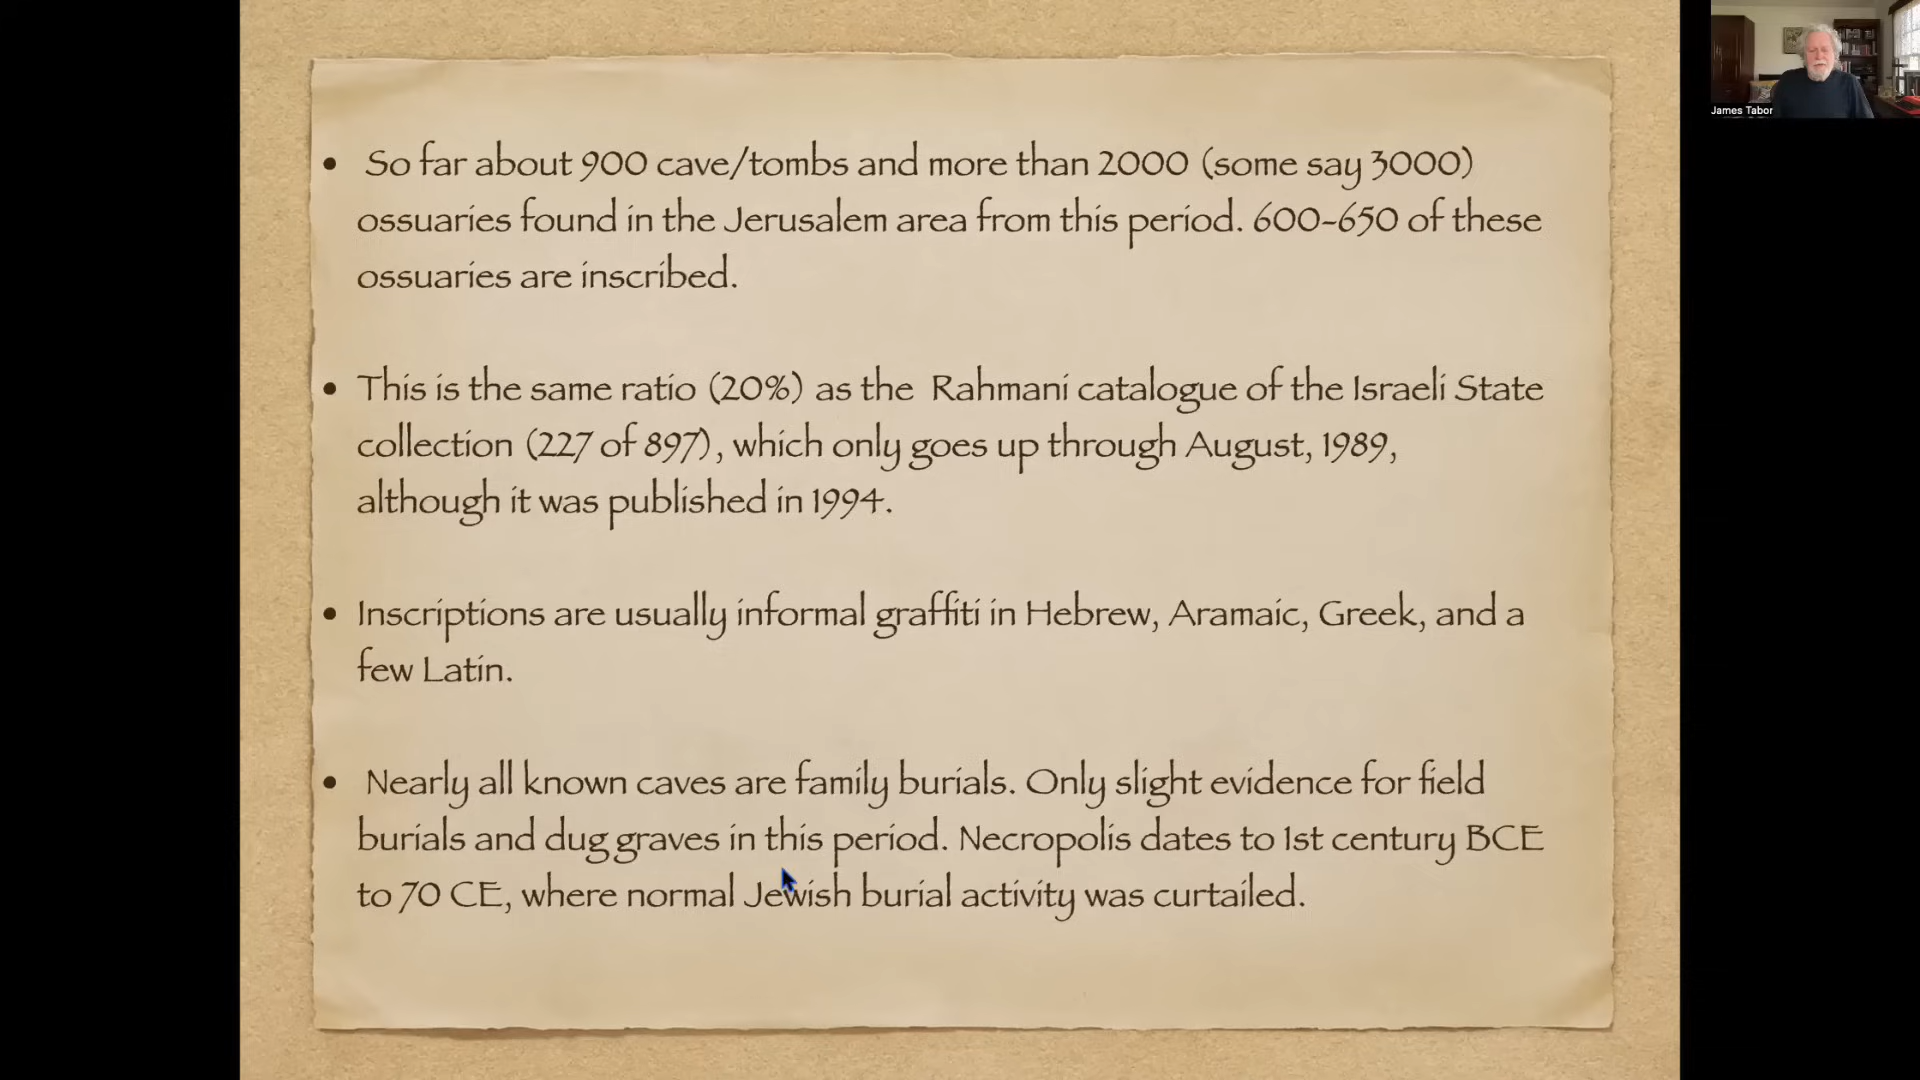 • So far about 900 cave/tombs and more than 2000 (some say 3000)
ossuaries found in the Jerusalem area from this period. 600-650 of these
ossuaries are inscribed.
• This is the same ratio (20%) as the Rahmani catalogue of the Israeli State
collection (227 of 897), which only goes up through August, 1989,
although it was published in 1994.
• Inscriptions are usually informal graffiti in Hebrew, Aramaic, Greek, and a
few Latin.
• Nearly all known caves are family burials. Only slight evidence for field
burials and dug graves in this period. Necropolis dates to 1st century BCE
to 70 CE, where normal Jewish burial activity was curtailed.
James Tabor